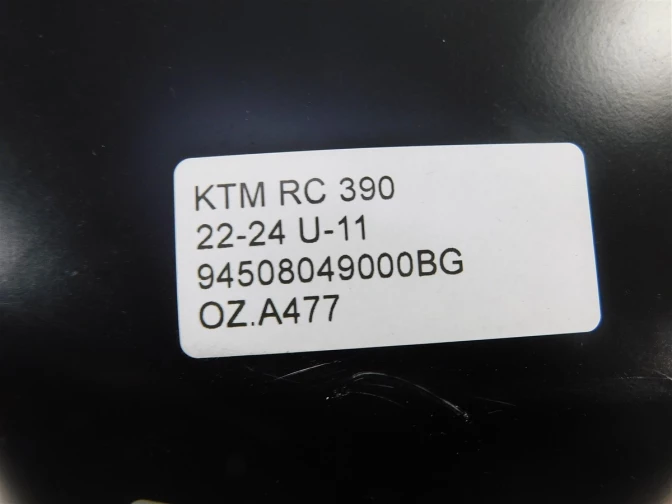 KTM RC 390
22-24 U-11
94508049000BG
OZ.A477